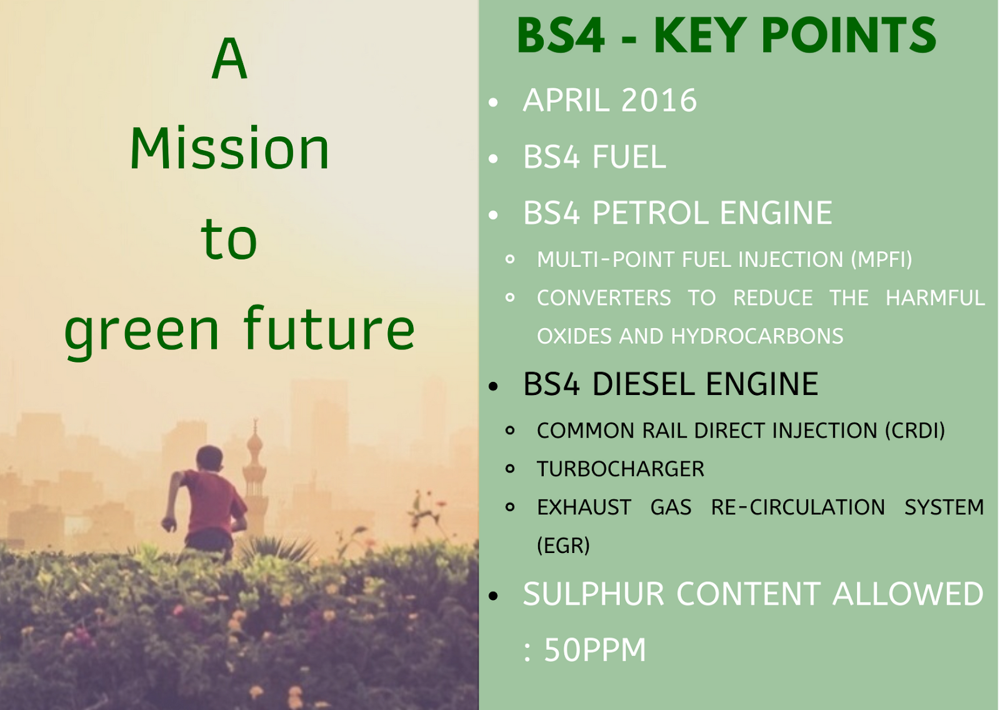 A
Mission
to
green future
BS4 - KEY POINTS
• APRIL 2016
• BS4 FUEL
• BS4 PETROL ENGINE
◦ MULTI-POINT FUEL INJECTION (MPFI)
◦ CONVERTERS TO REDUCE THE HARMFUL
OXIDES AND HYDROCARBONS
• BS4 DIESEL ENGINE
◦ COMMON RAIL DIRECT INJECTION (CRDI)
◦ TURBOCHARGER
◦ EXHAUST GAS RE-CIRCULATION SYSTEM
(EGR)
• SULPHUR CONTENT ALLOWED
: 50PPM